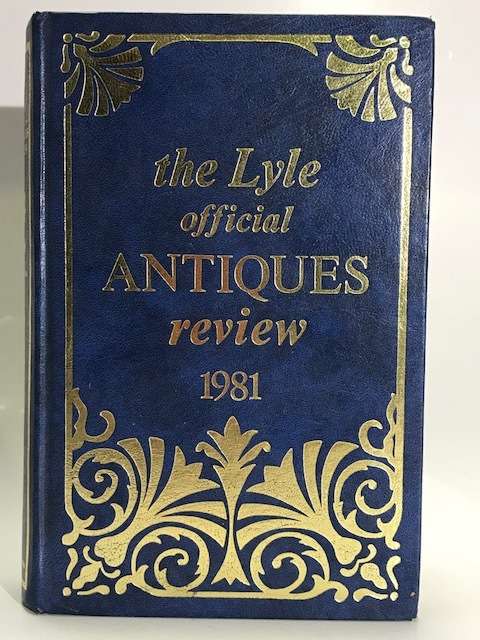 the Lyle
official
ANTIQUES
review
1981